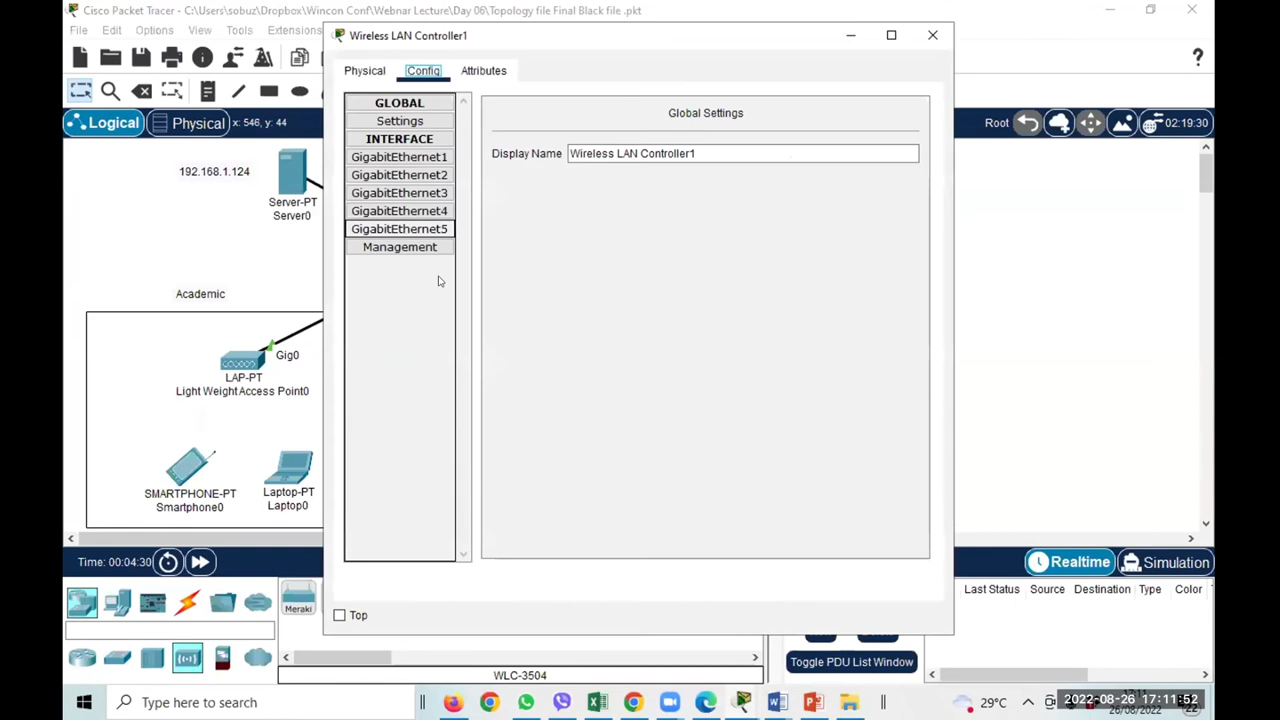 Cisco Packet Tracer - C:\Users\sobuz\Dropbox\Wincon Conf\Webnar Lecture\Day 06\Topology file Final Black file .pkt
File Edit Options View Tools Extensions
Wireless LAN Controller1
Physical Config Attributes
Logical Physical x: 546, y: 44
Root 02:19:30
GLOBAL
Settings
INTERFACE
GigabitEthernet1
GigabitEthernet2
GigabitEthernet3
GigabitEthernet4
GigabitEthernet5
Management
Global Settings
Display Name Wireless LAN Controller1
192.168.1.124
Server-PT
Server0
Academic
Gig0
LAP-PT
Light Weight Access Point0
SMARTPHONE-PT
Smartphone0
Laptop-PT
Laptop0
Time: 00:04:30
Realtime Simulation
Meraki
Top
Last Status Source Destination Type Color
Toggle PDU List Window
WLC-3504
Type here to search
29°C
2022-08-26 17:11:52
26/08/2022
22